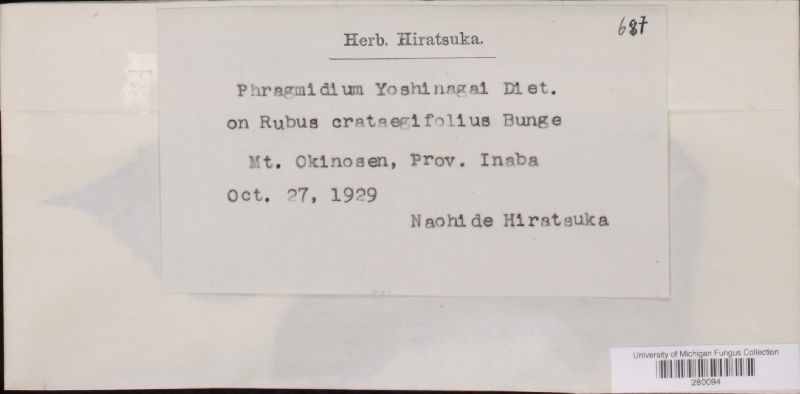 Herb. Hiratsuka.
687
Phragmidium Yoshinagai Diet.
on Rubus crataegifolius Bunge
Mt. Okinosen, Prov. Inaba
Oct. 27, 1929
Naohide Hiratsuka
University of Michigan Fungus Collection
280094